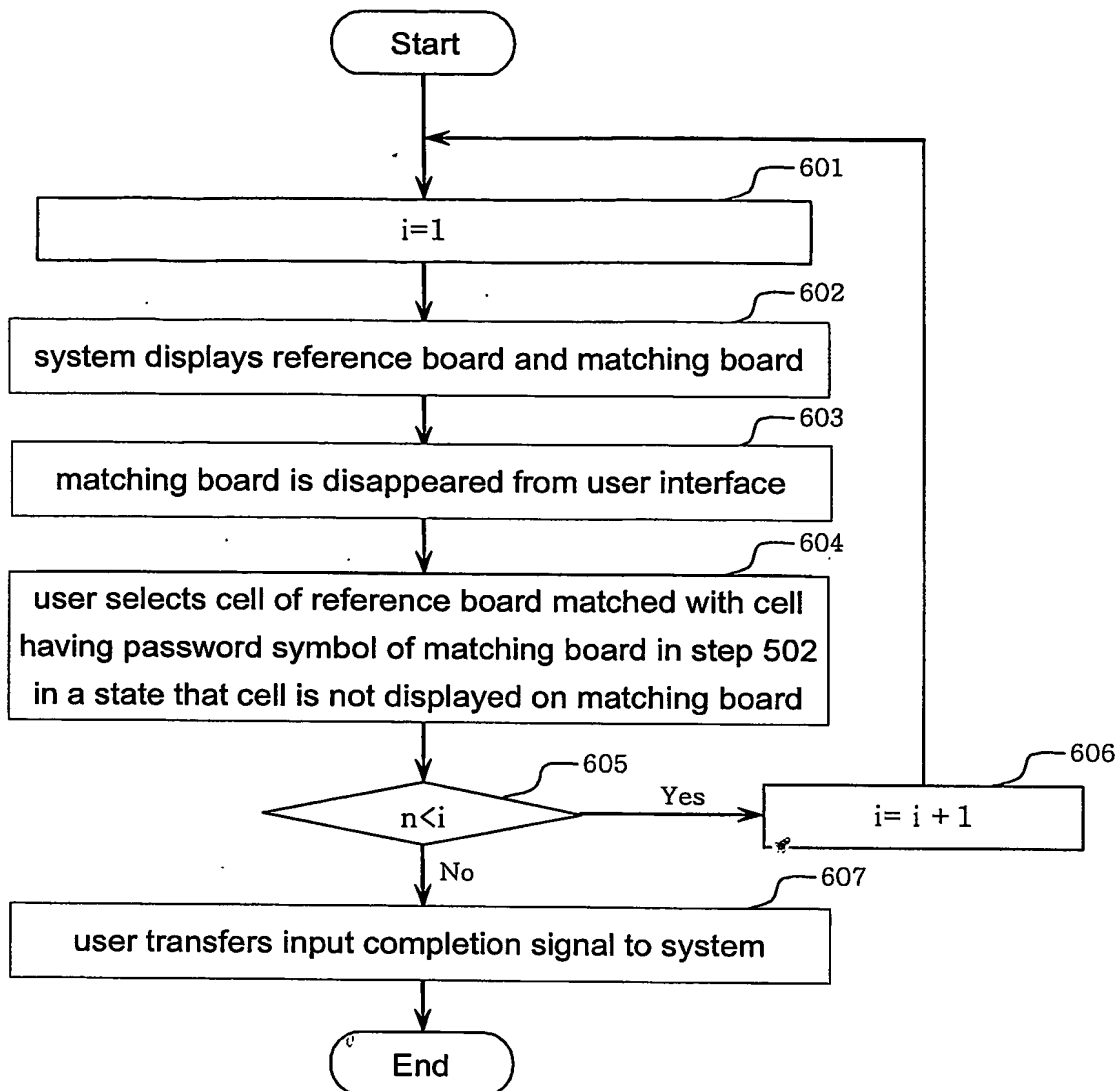 Start
601
i=1
602
system displays reference board and matching board
603
matching board is disappeared from user interface
604
user selects cell of reference board matched with cell
having password symbol of matching board in step 502
in a state that cell is not displayed on matching board
605
n<i
Yes
606
i= i + 1
No
607
user transfers input completion signal to system
End